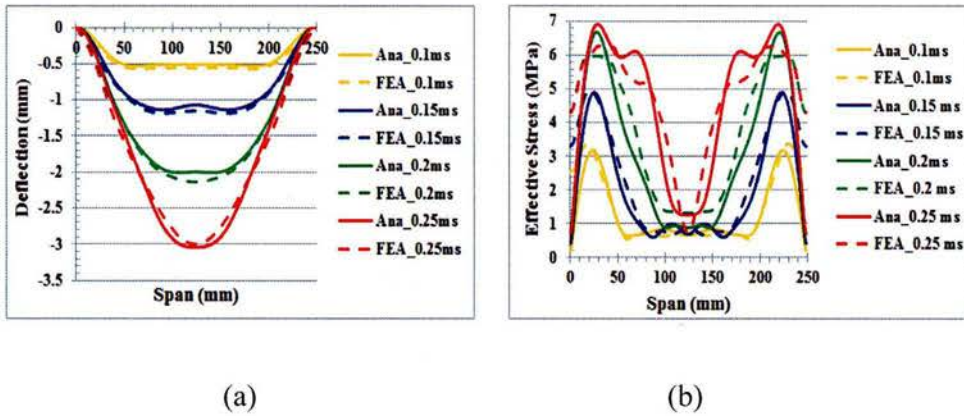 0
0 50 100 150 200 250
-0.5
-1
-1.5
-2
-2.5
-3
-3.5
Deflection (mm)
Span (mm)
Ana_0.1ms
FEA_0.1ms
Ana_0.15ms
FEA_0.15ms
Ana_0.2ms
FEA_0.2ms
Ana_0.25ms
FEA_0.25ms
(a)
7
6
5
4
3
2
1
0
Effective Stress (MPa)
0 50 100 150 200 250
Span (mm)
Ana_0.1ms
FEA_0.1ms
Ana_0.15 ms
FEA_0.15 ms
Ana_0.2ms
FEA_0.2 ms
Ana_0.25 ms
FEA_0.25 ms
(b)